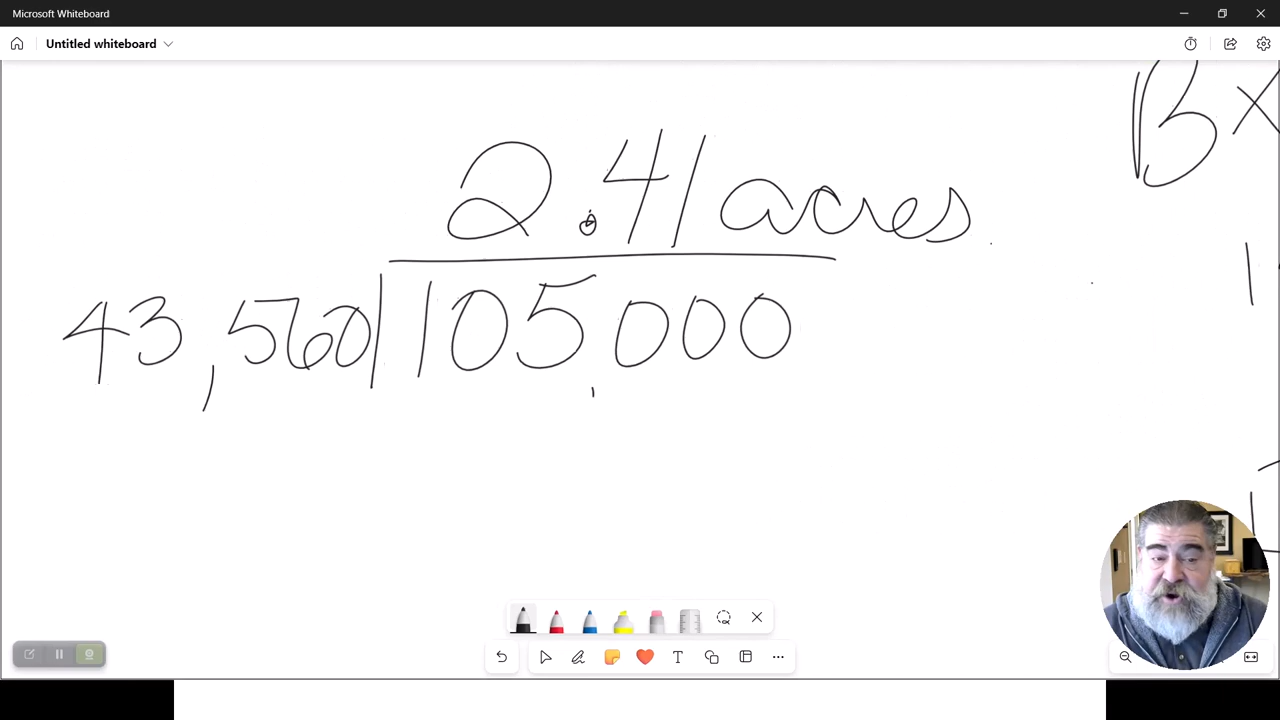 Microsoft Whiteboard
Untitled whiteboard
B x
2.41 acres
43,560 105,000